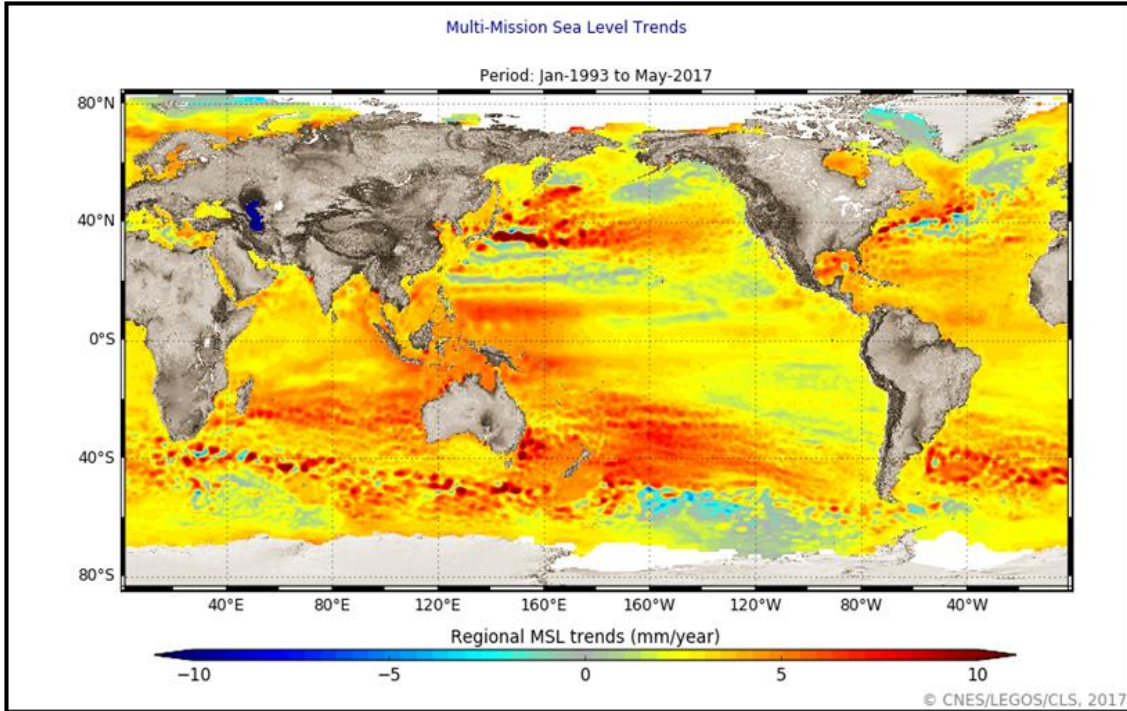 Multi-Mission Sea Level Trends
Period: Jan-1993 to May-2017
80°N
40°N
0°S
40°S
80°S
40°E 80°E 120°E 160°E 160°W 120°W 80°W 40°W
Regional MSL trends (mm/year)
−10 −5 0 5 10
© CNES/LEGOS/CLS, 2017